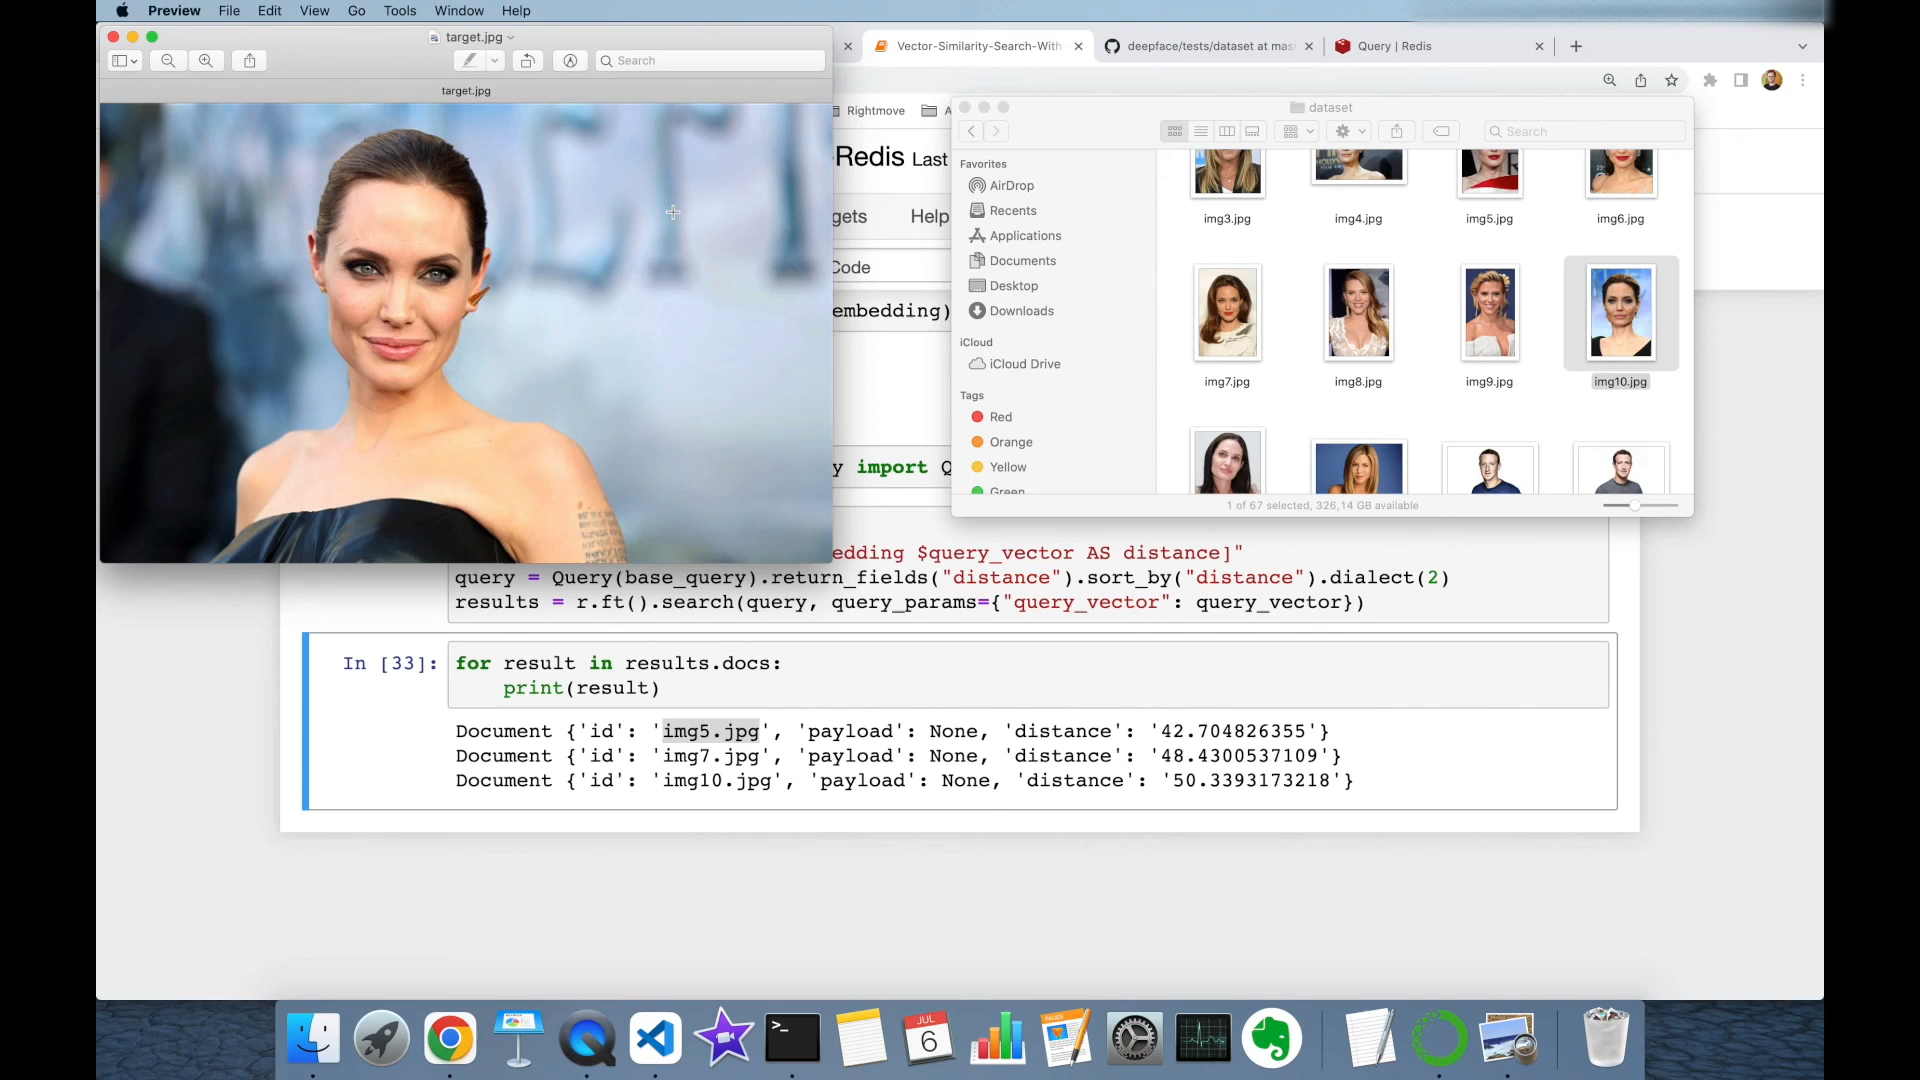 Preview File Edit View Go Tools Window Help
target.jpg
Search
target.jpg
Vector-Similarity-Search-With-
deepface/tests/dataset at mas
Query | Redis
Rightmove
-Redis Last
gets Help
Code
embedding)
y import Q
dataset
Search
Favorites
AirDrop
Recents
Applications
Documents
Desktop
Downloads
iCloud
iCloud Drive
Tags
Red
Orange
Yellow
Green
img3.jpg img4.jpg img5.jpg img6.jpg
img7.jpg img8.jpg img9.jpg img10.jpg
1 of 67 selected, 326,14 GB available
edding $query_vector AS distance]"
query = Query(base_query).return_fields("distance").sort_by("distance").dialect(2)
results = r.ft().search(query, query_params={"query_vector": query_vector})
In [33]: for result in results.docs:
print(result)
Document {'id': 'img5.jpg', 'payload': None, 'distance': '42.704826355'}
Document {'id': 'img7.jpg', 'payload': None, 'distance': '48.4300537109'}
Document {'id': 'img10.jpg', 'payload': None, 'distance': '50.3393173218'}
JUL
6
PAGES